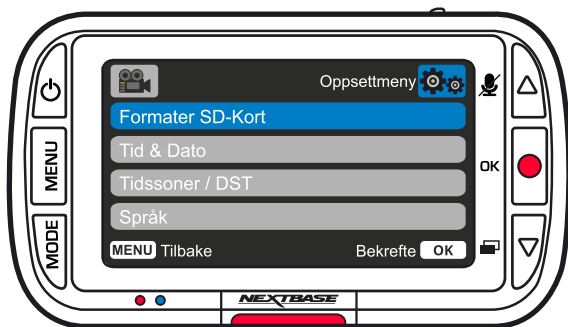 Oppsettmeny
Formater SD-Kort
Tid & Dato
Tidssoner / DST
Språk
MENU Tilbake
Bekrefte OK
MENU
MODE
OK
NEXTBASE